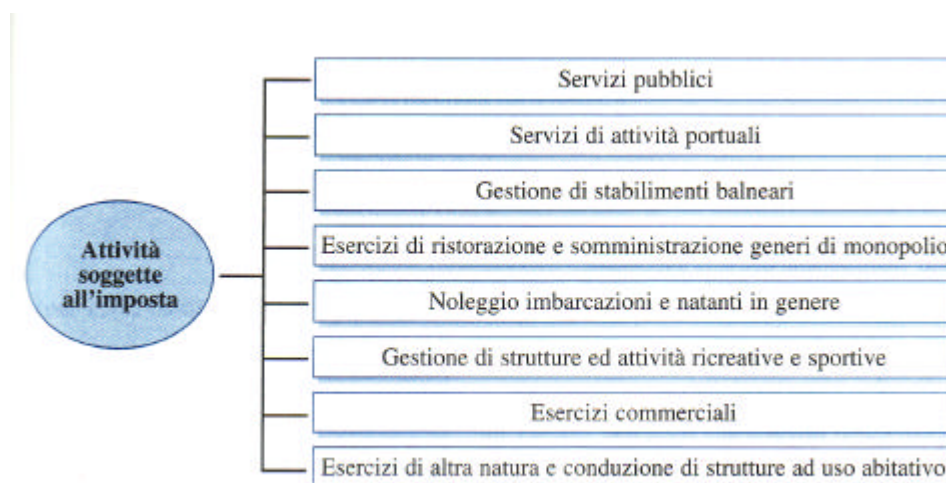 Servizi pubblici
Servizi di attività portuali
Gestione di stabilimenti balneari
Esercizi di ristorazione e somministrazione generi di monopolio
Attività
soggette
all'imposta
Noleggio imbarcazioni e natanti in genere
Gestione di strutture ed attività ricreative e sportive
Esercizi commerciali
Esercizi di altra natura e conduzione di strutture ad uso abitativo